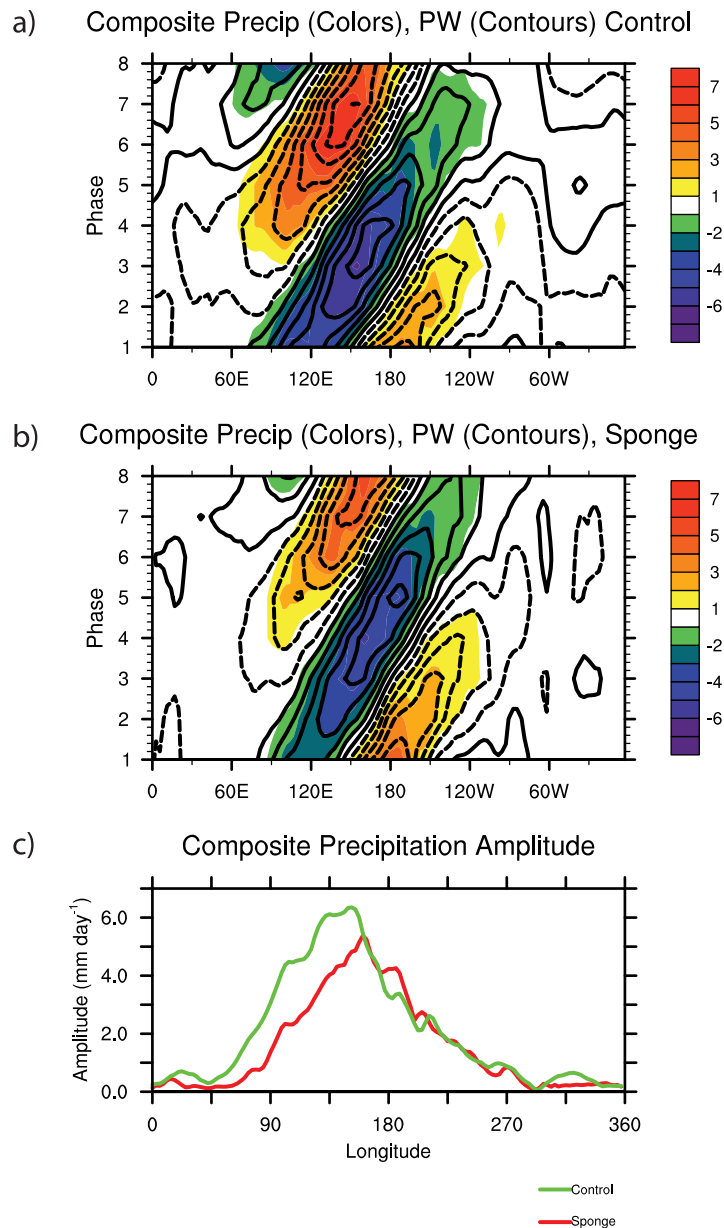 a)
Composite Precip (Colors), PW (Contours) Control
8
7
6
5
4
3
2
1
Phase
0 60E 120E 180 120W 60W
7
5
3
1
-2
-4
-6
b)
Composite Precip (Colors), PW (Contours), Sponge
8
7
6
5
4
3
2
1
Phase
0 60E 120E 180 120W 60W
7
5
3
1
-2
-4
-6
c)
Composite Precipitation Amplitude
6.0
4.0
2.0
0.0
Amplitude (mm day-1)
0 90 180 270 360
Longitude
Control
Sponge